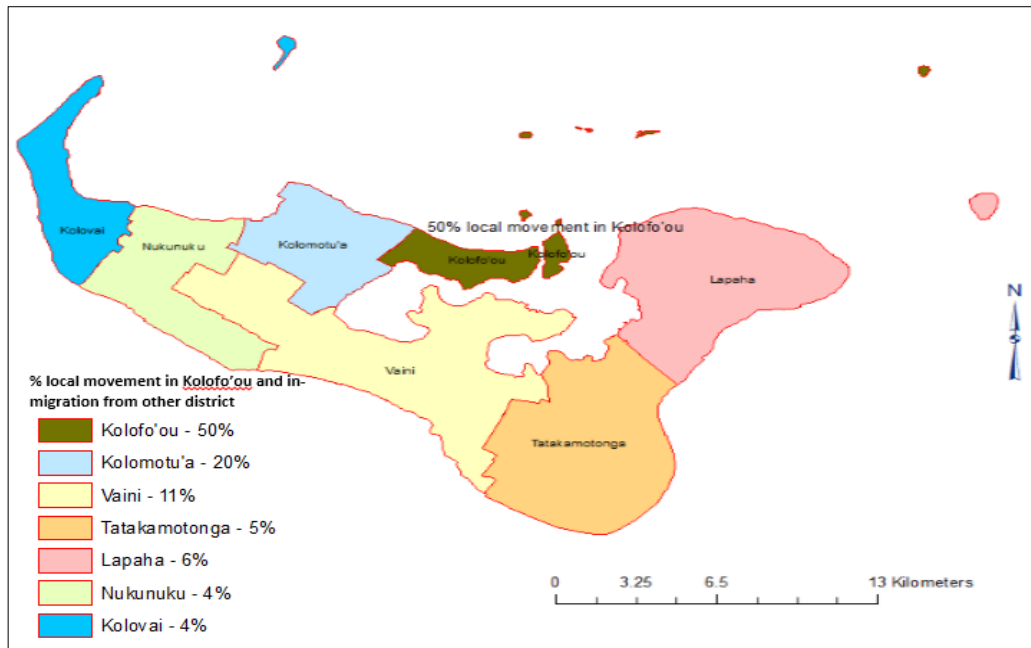 Kolovai
Nukunuku
Kolomotu'a
50% local movement in Kolofo'ou
Kolofo'ou
Kolofo'ou
Lapaha
N
Vaini
Tatakamotonga
% local movement in Kolofo'ou and in-
migration from other district
Kolofo'ou - 50%
Kolomotu'a - 20%
Vaini - 11%
Tatakamotonga - 5%
Lapaha - 6%
Nukunuku - 4%
Kolovai - 4%
0 3.25 6.5 13 Kilometers